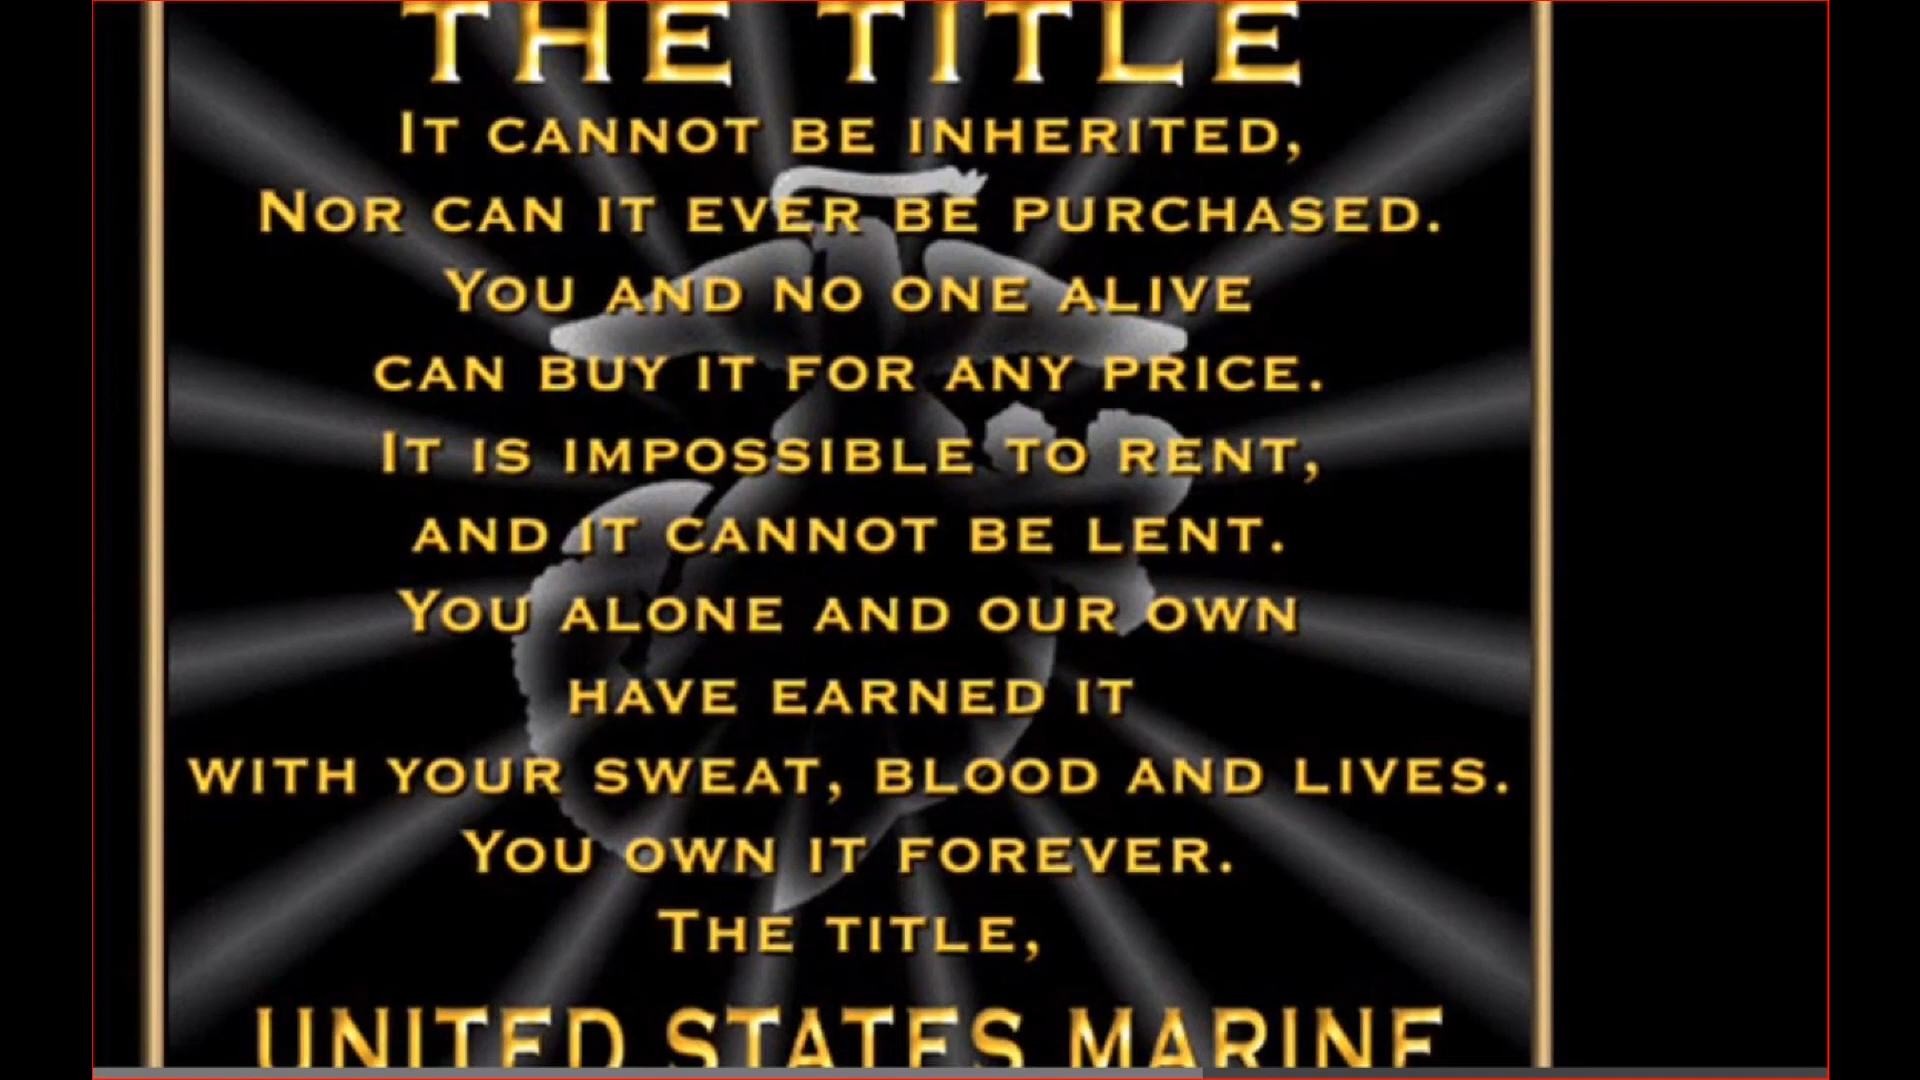 THE TITLE
IT CANNOT BE INHERITED,
NOR CAN IT EVER BE PURCHASED.
YOU AND NO ONE ALIVE
CAN BUY IT FOR ANY PRICE.
IT IS IMPOSSIBLE TO RENT,
AND IT CANNOT BE LENT.
YOU ALONE AND OUR OWN
HAVE EARNED IT
WITH YOUR SWEAT, BLOOD AND LIVES.
YOU OWN IT FOREVER.
THE TITLE,
UNITED STATES MARINE